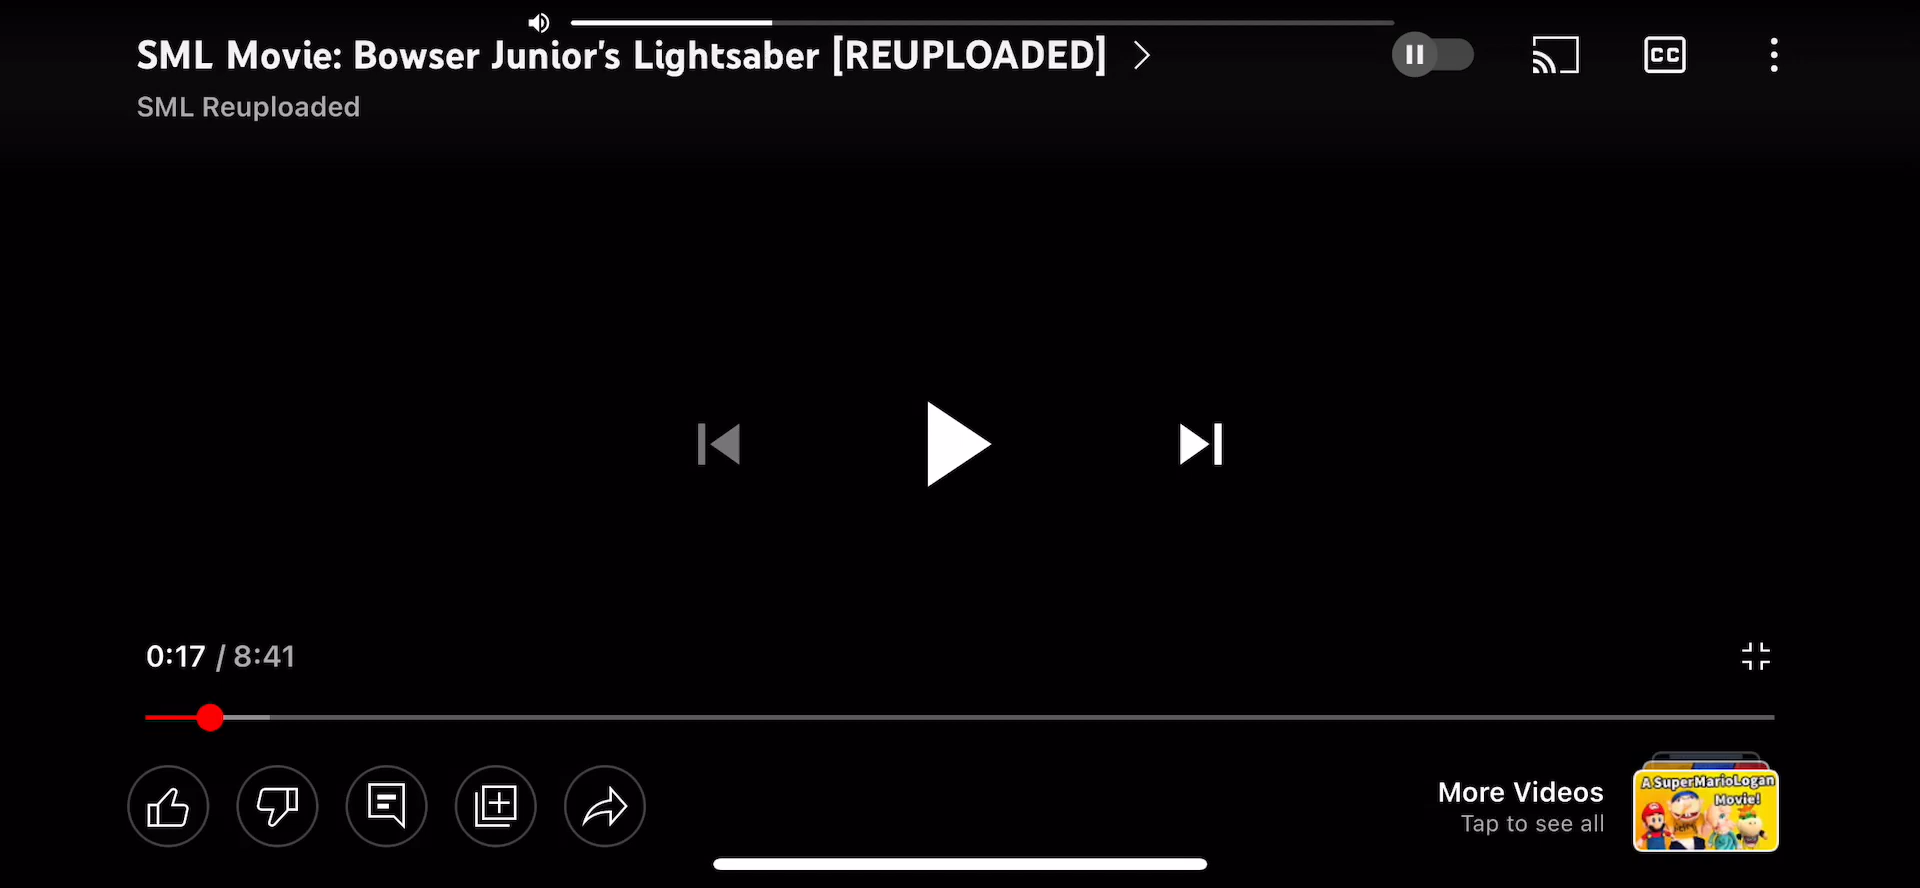 SML Movie: Bowser Junior's Lightsaber [REUPLOADED]
CC
SML Reuploaded
0:17 / 8:41
More Videos
Tap to see all
A SuperMarioLogan
Movie!